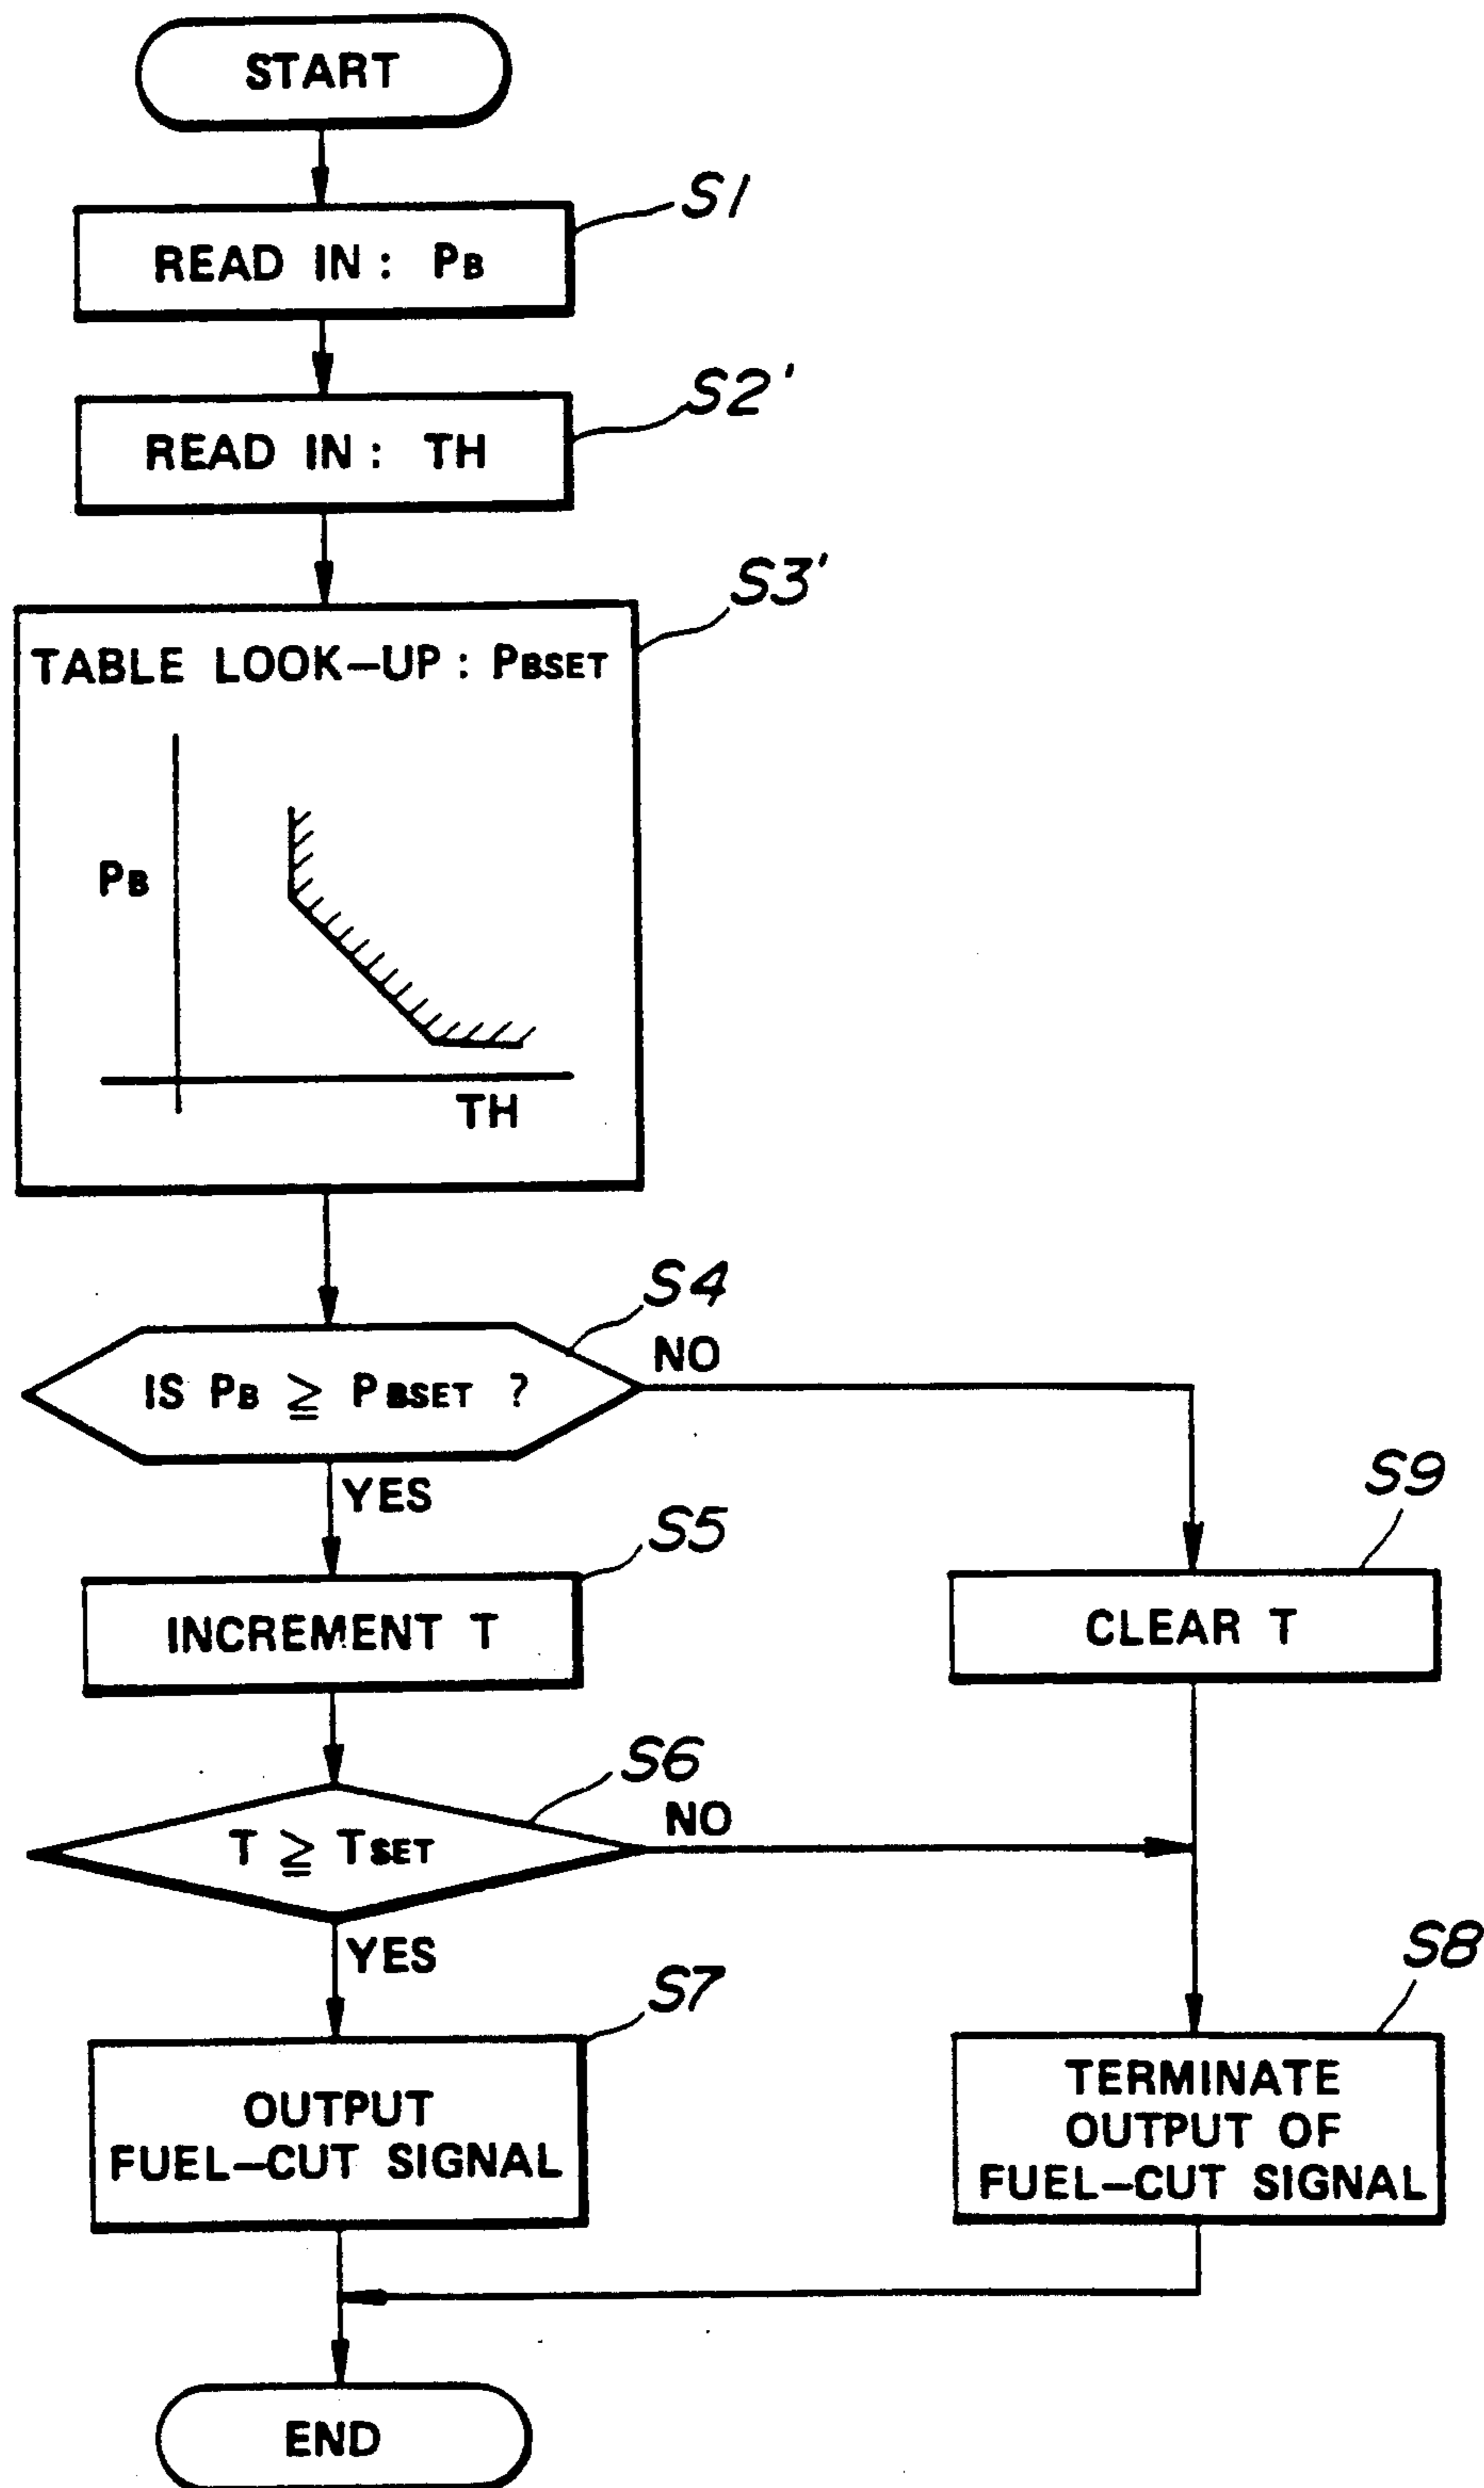 START
S1
READ IN : PB
S2'
READ IN : TH
S3'
TABLE LOOK-UP : PBSET
PB
TH
S4
IS PB ≧ PBSET ?
NO
YES
S5
INCREMENT T
S9
CLEAR T
S6
T ≧ TSET
NO
YES
S7
OUTPUT
FUEL-CUT SIGNAL
S8
TERMINATE
OUTPUT OF
FUEL-CUT SIGNAL
END